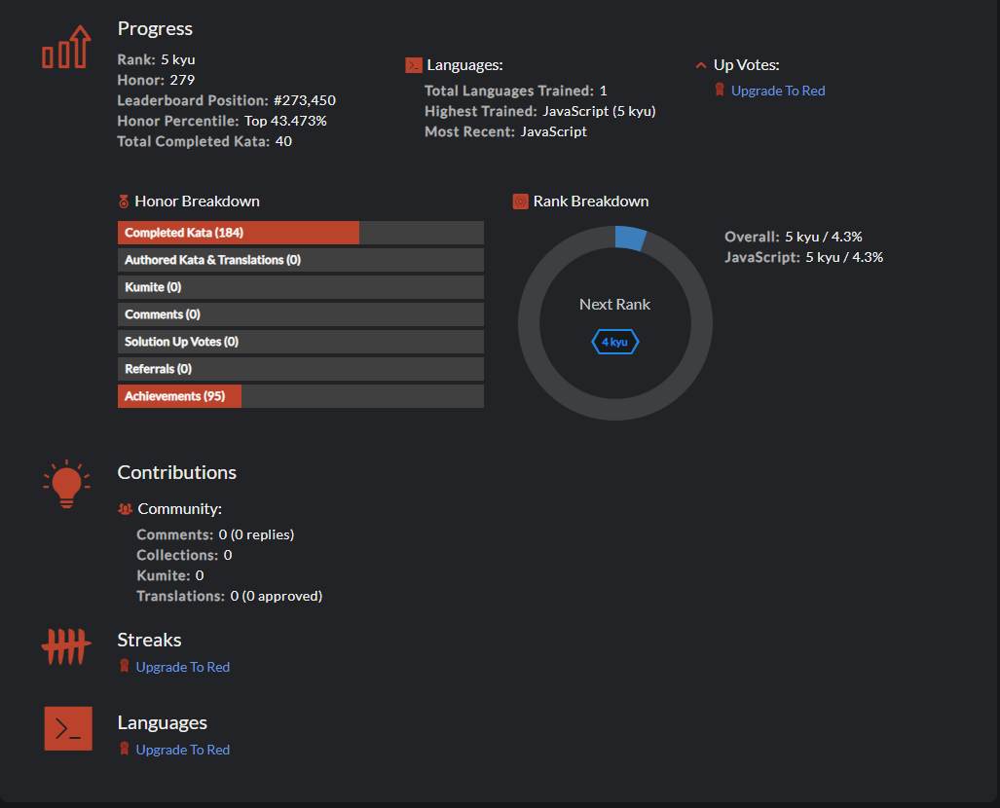 Progress
Rank: 5 kyu
Honor: 279
Leaderboard Position: #273,450
Honor Percentile: Top 43.473%
Total Completed Kata: 40
Languages:
Total Languages Trained: 1
Highest Trained: JavaScript (5 kyu)
Most Recent: JavaScript
Up Votes:
Upgrade To Red
Honor Breakdown
Completed Kata (184)
Authored Kata & Translations (0)
Kumite (0)
Comments (0)
Solution Up Votes (0)
Referrals (0)
Achievements (95)
Rank Breakdown
Next Rank
4 kyu
Overall: 5 kyu / 4.3%
JavaScript: 5 kyu / 4.3%
Contributions
Community:
Comments: 0 (0 replies)
Collections: 0
Kumite: 0
Translations: 0 (0 approved)
Streaks
Upgrade To Red
Languages
Upgrade To Red